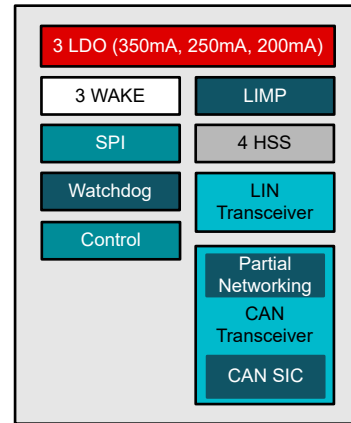 3 LDO (350mA, 250mA, 200mA)
3 WAKE
LIMP
SPI
4 HSS
Watchdog
LIN
Transceiver
Control
Partial
Networking
CAN
Transceiver
CAN SIC